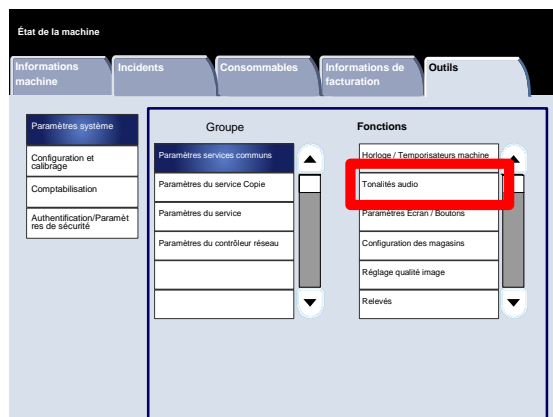 État de la machine
Informations
machine
Incidents
Consommables
Informations de
facturation
Outils
Paramètres système
Configuration et
calibrage
Comptabilisation
Authentification/Paramèt
res de sécurité
Groupe
Paramètres services communs
Paramètres du service Copie
Paramètres du service
Paramètres du contrôleur réseau
Fonctions
Horloge / Temporisateurs machine
Tonalités audio
Paramètres Ecran / Boutons
Configuration des magasins
Réglage qualité image
Relevés